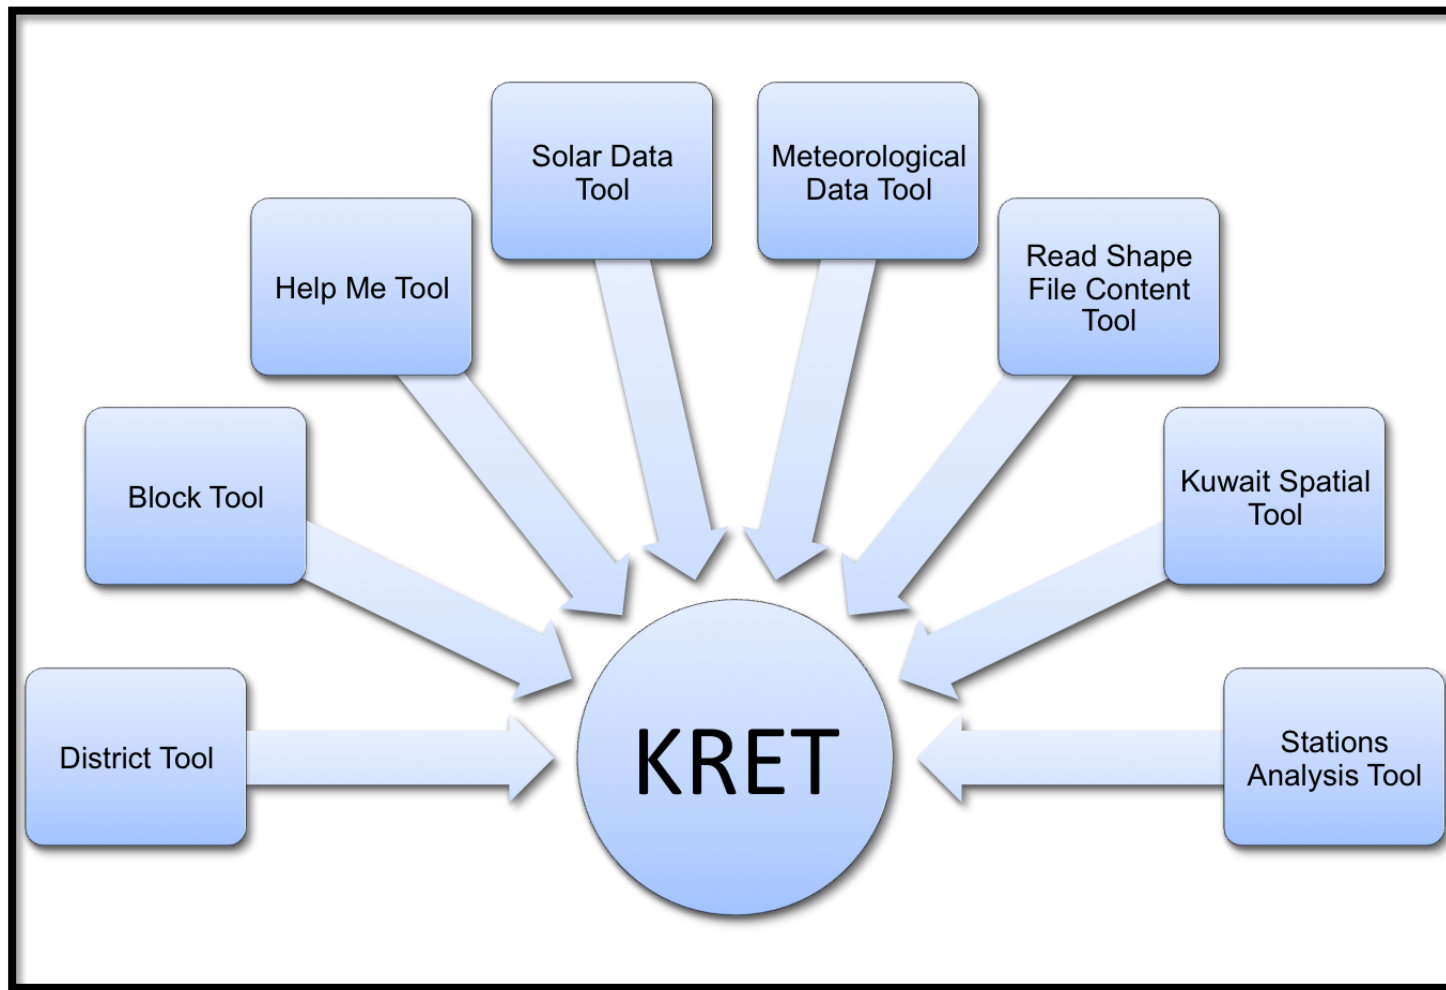 Solar Data
Tool
Meteorological
Data Tool
Help Me Tool
Read Shape
File Content
Tool
Block Tool
Kuwait Spatial
Tool
District Tool
KRET
Stations
Analysis Tool